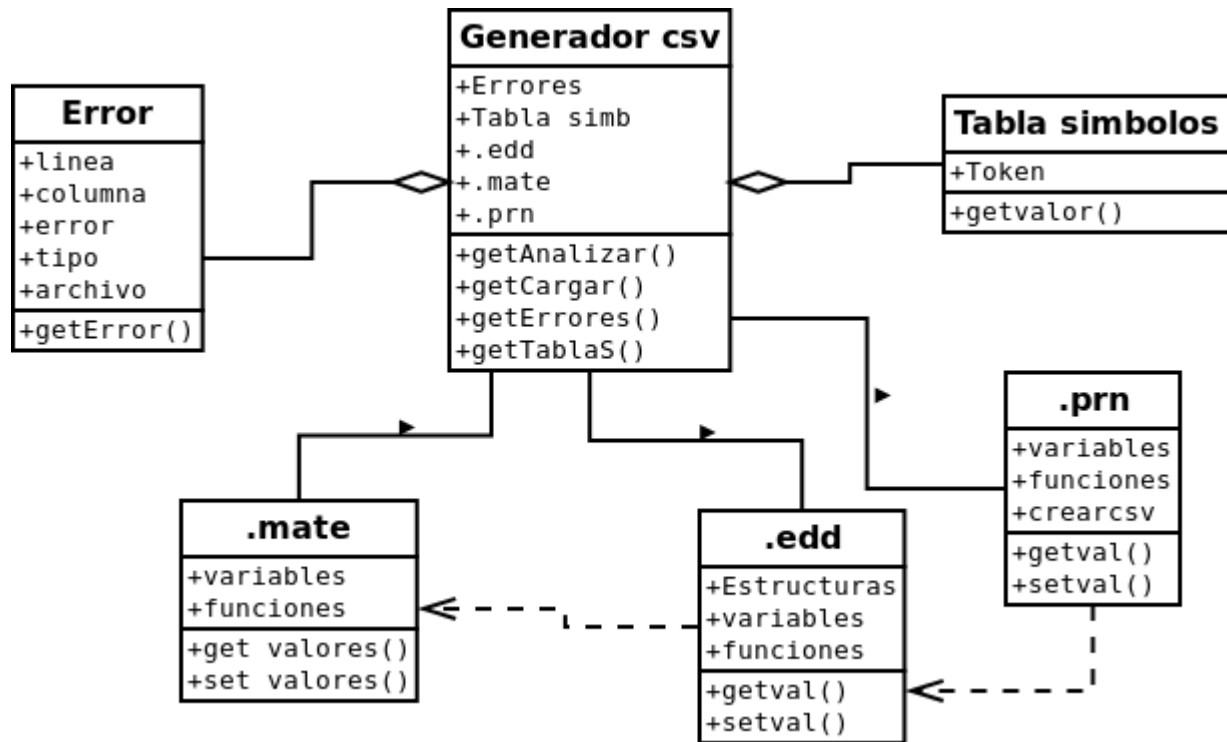 Generador csv
+Errores
+Tabla simb
+.edd
+.mate
+.prn
+getAnalizar()
+getCargar()
+getErrores()
+getTablaS()
Error
+linea
+columna
+error
+tipo
+archivo
+getError()
Tabla simbolos
+Token
+getvalor()
.prn
+variables
+funciones
+crearcsv
+getval()
+setval()
.mate
+variables
+funciones
+get valores()
+set valores()
.edd
+Estructuras
+variables
+funciones
+getval()
+setval()